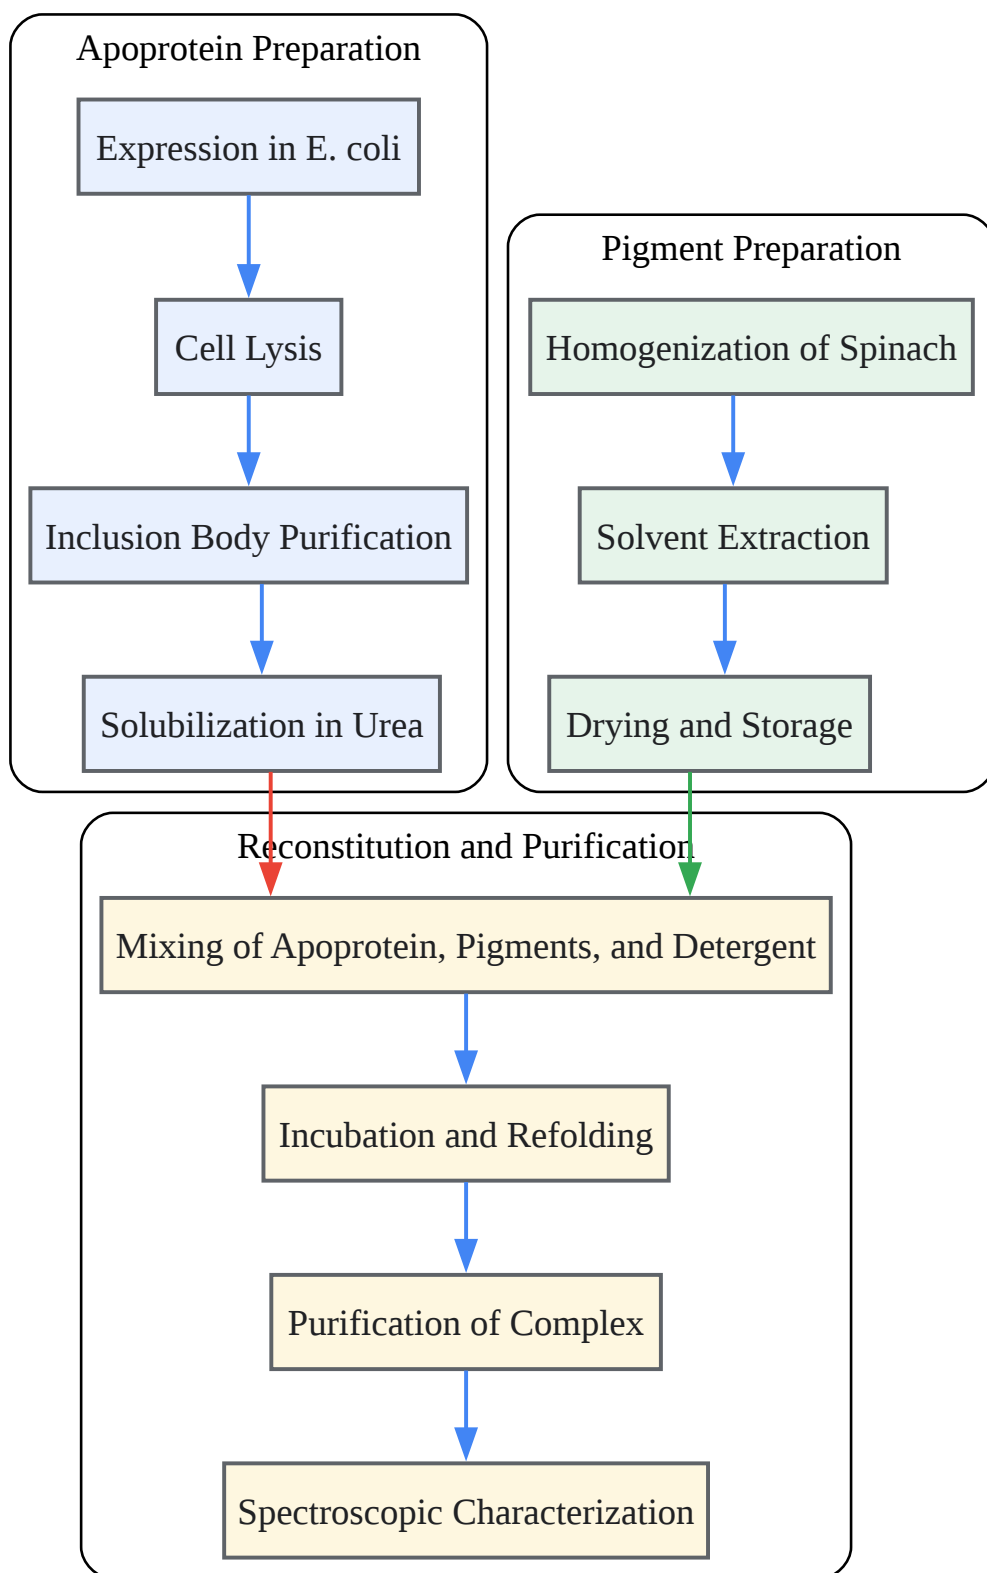 Apoprotein Preparation
Expression in E. coli
Cell Lysis
Inclusion Body Purification
Solubilization in Urea
Pigment Preparation
Homogenization of Spinach
Solvent Extraction
Drying and Storage
Reconstitution and Purification
Mixing of Apoprotein, Pigments, and Detergent
Incubation and Refolding
Purification of Complex
Spectroscopic Characterization